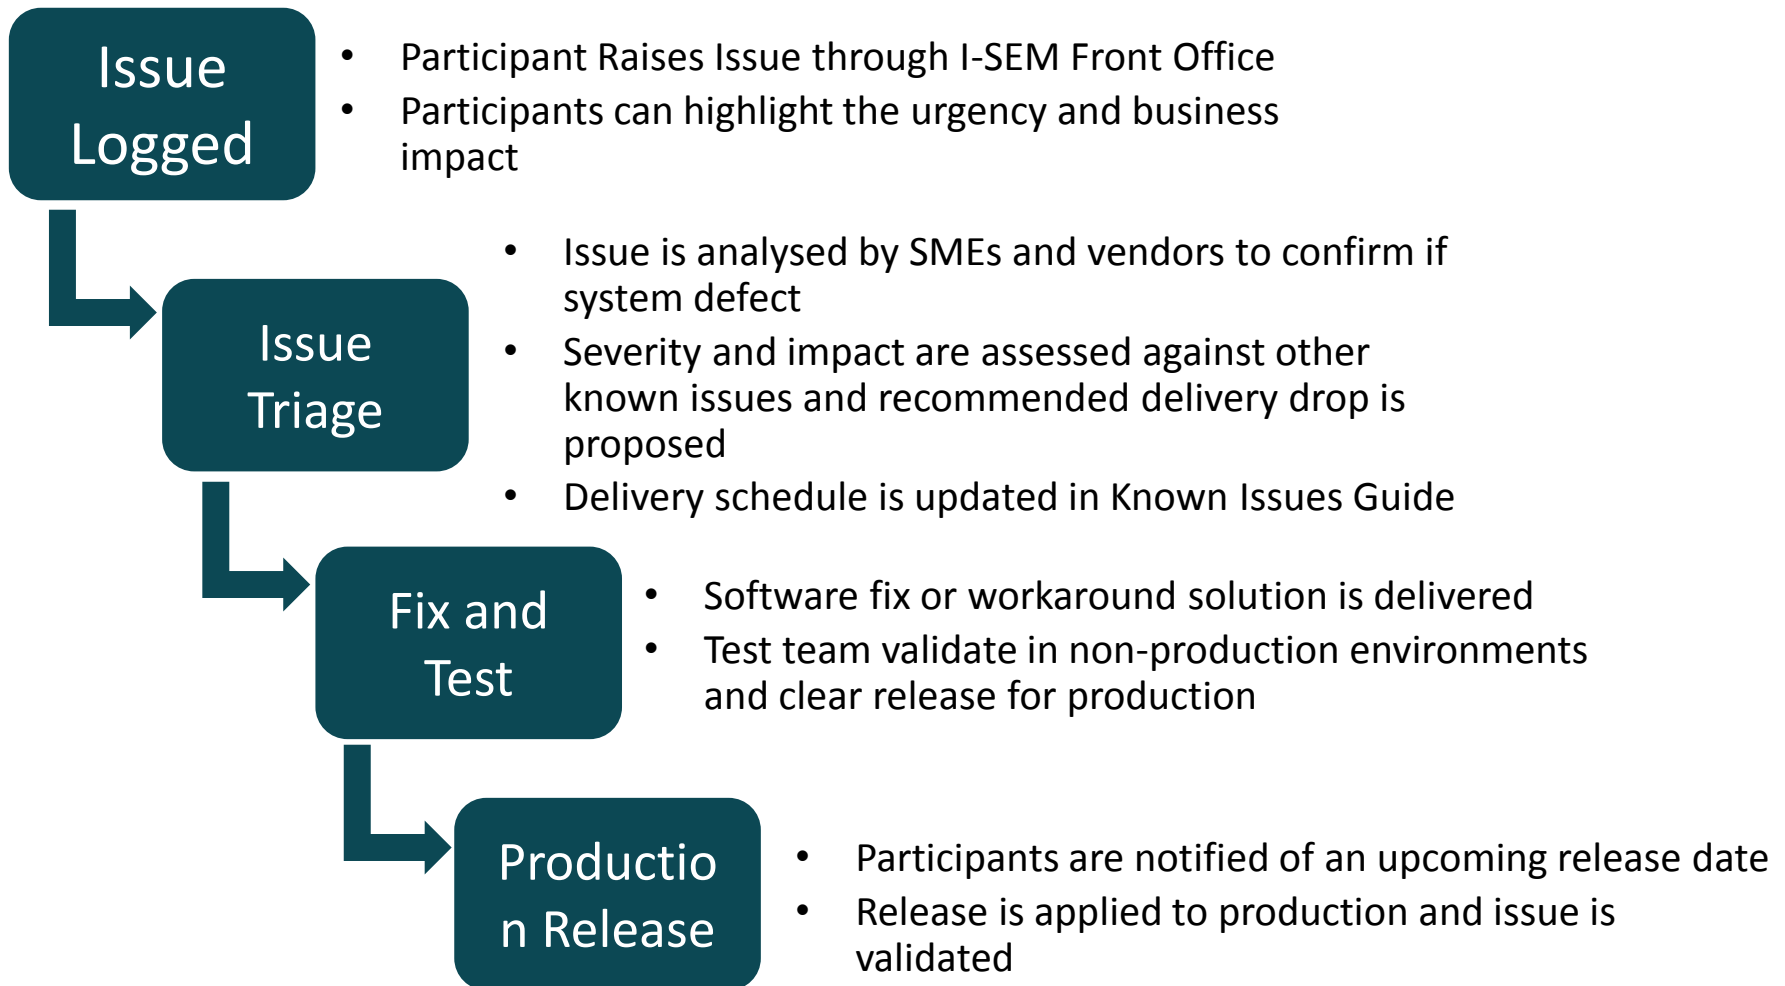 Issue
Logged
• Participant Raises Issue through I-SEM Front Office
• Participants can highlight the urgency and business
impact
Issue
Triage
• Issue is analysed by SMEs and vendors to confirm if
system defect
• Severity and impact are assessed against other
known issues and recommended delivery drop is
proposed
• Delivery schedule is updated in Known Issues Guide
Fix and
Test
• Software fix or workaround solution is delivered
• Test team validate in non-production environments
and clear release for production
Productio
n Release
• Participants are notified of an upcoming release date
• Release is applied to production and issue is
validated